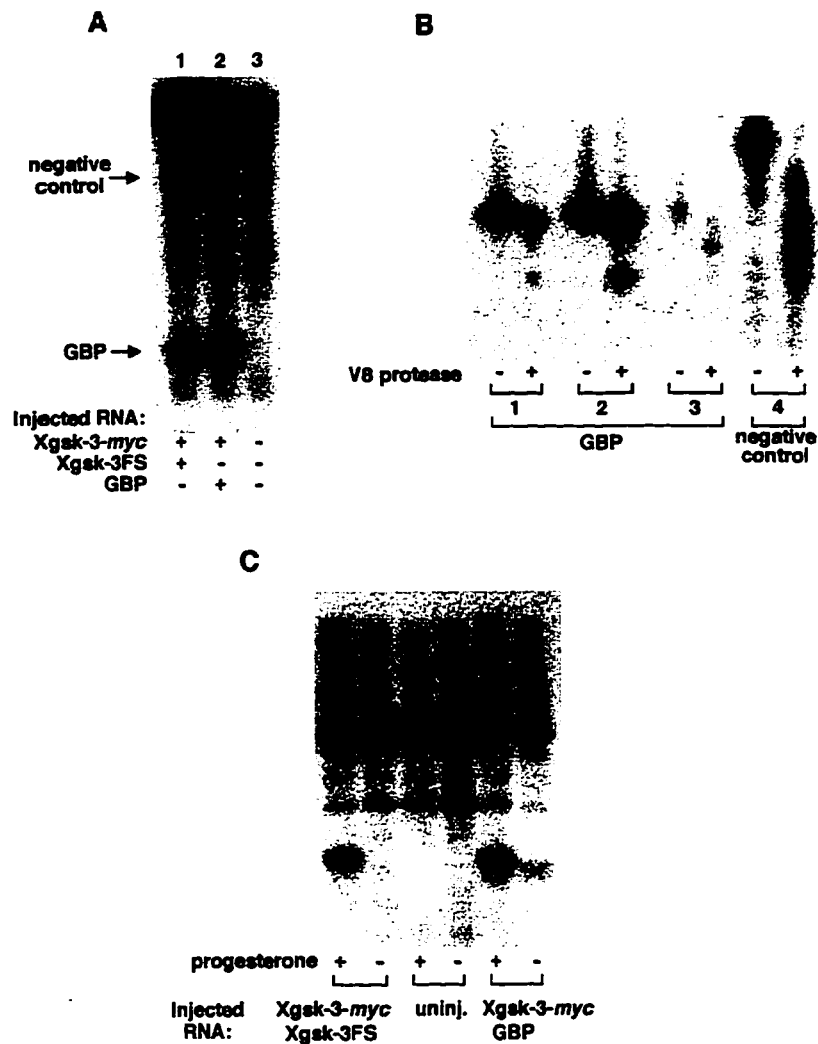 A
1 2 3
negative
control
GBP
Injected RNA:
Xgsk-3-myc + + -
Xgsk-3FS + - -
GBP - + -
B
V8 protease - + - + - + - +
1 2 3 4
GBP negative
control
C
progesterone + - + - + -
Injected Xgsk-3-myc uninj. Xgsk-3-myc
RNA: Xgsk-3FS GBP